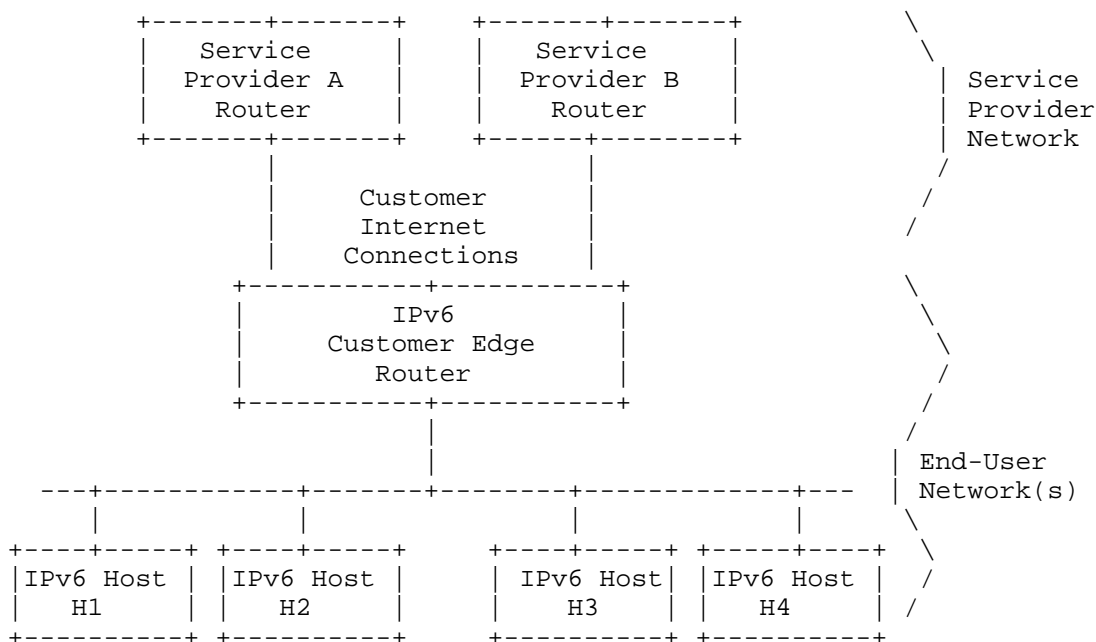 Service Service
Provider A Provider B | Service
Router Router | Provider
| Network
Customer
Internet
Connections
IPv6
Customer Edge
Router
| End-User
Network(s)
IPv6 Host IPv6 Host IPv6 Host IPv6 Host
H1 H2 H3 H4